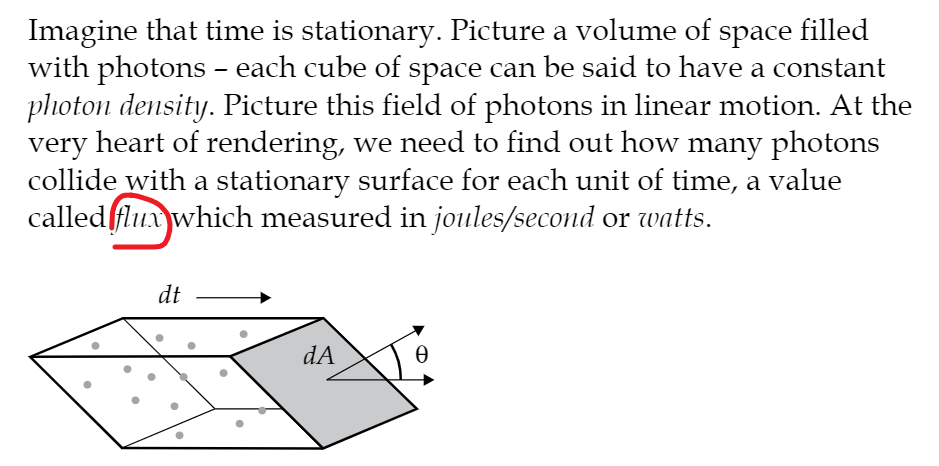 Imagine that time is stationary. Picture a volume of space filled
with photons – each cube of space can be said to have a constant
photon density. Picture this field of photons in linear motion. At the
very heart of rendering, we need to find out how many photons
collide with a stationary surface for each unit of time, a value
called flux which measured in joules/second or watts.
dt
dA
θ